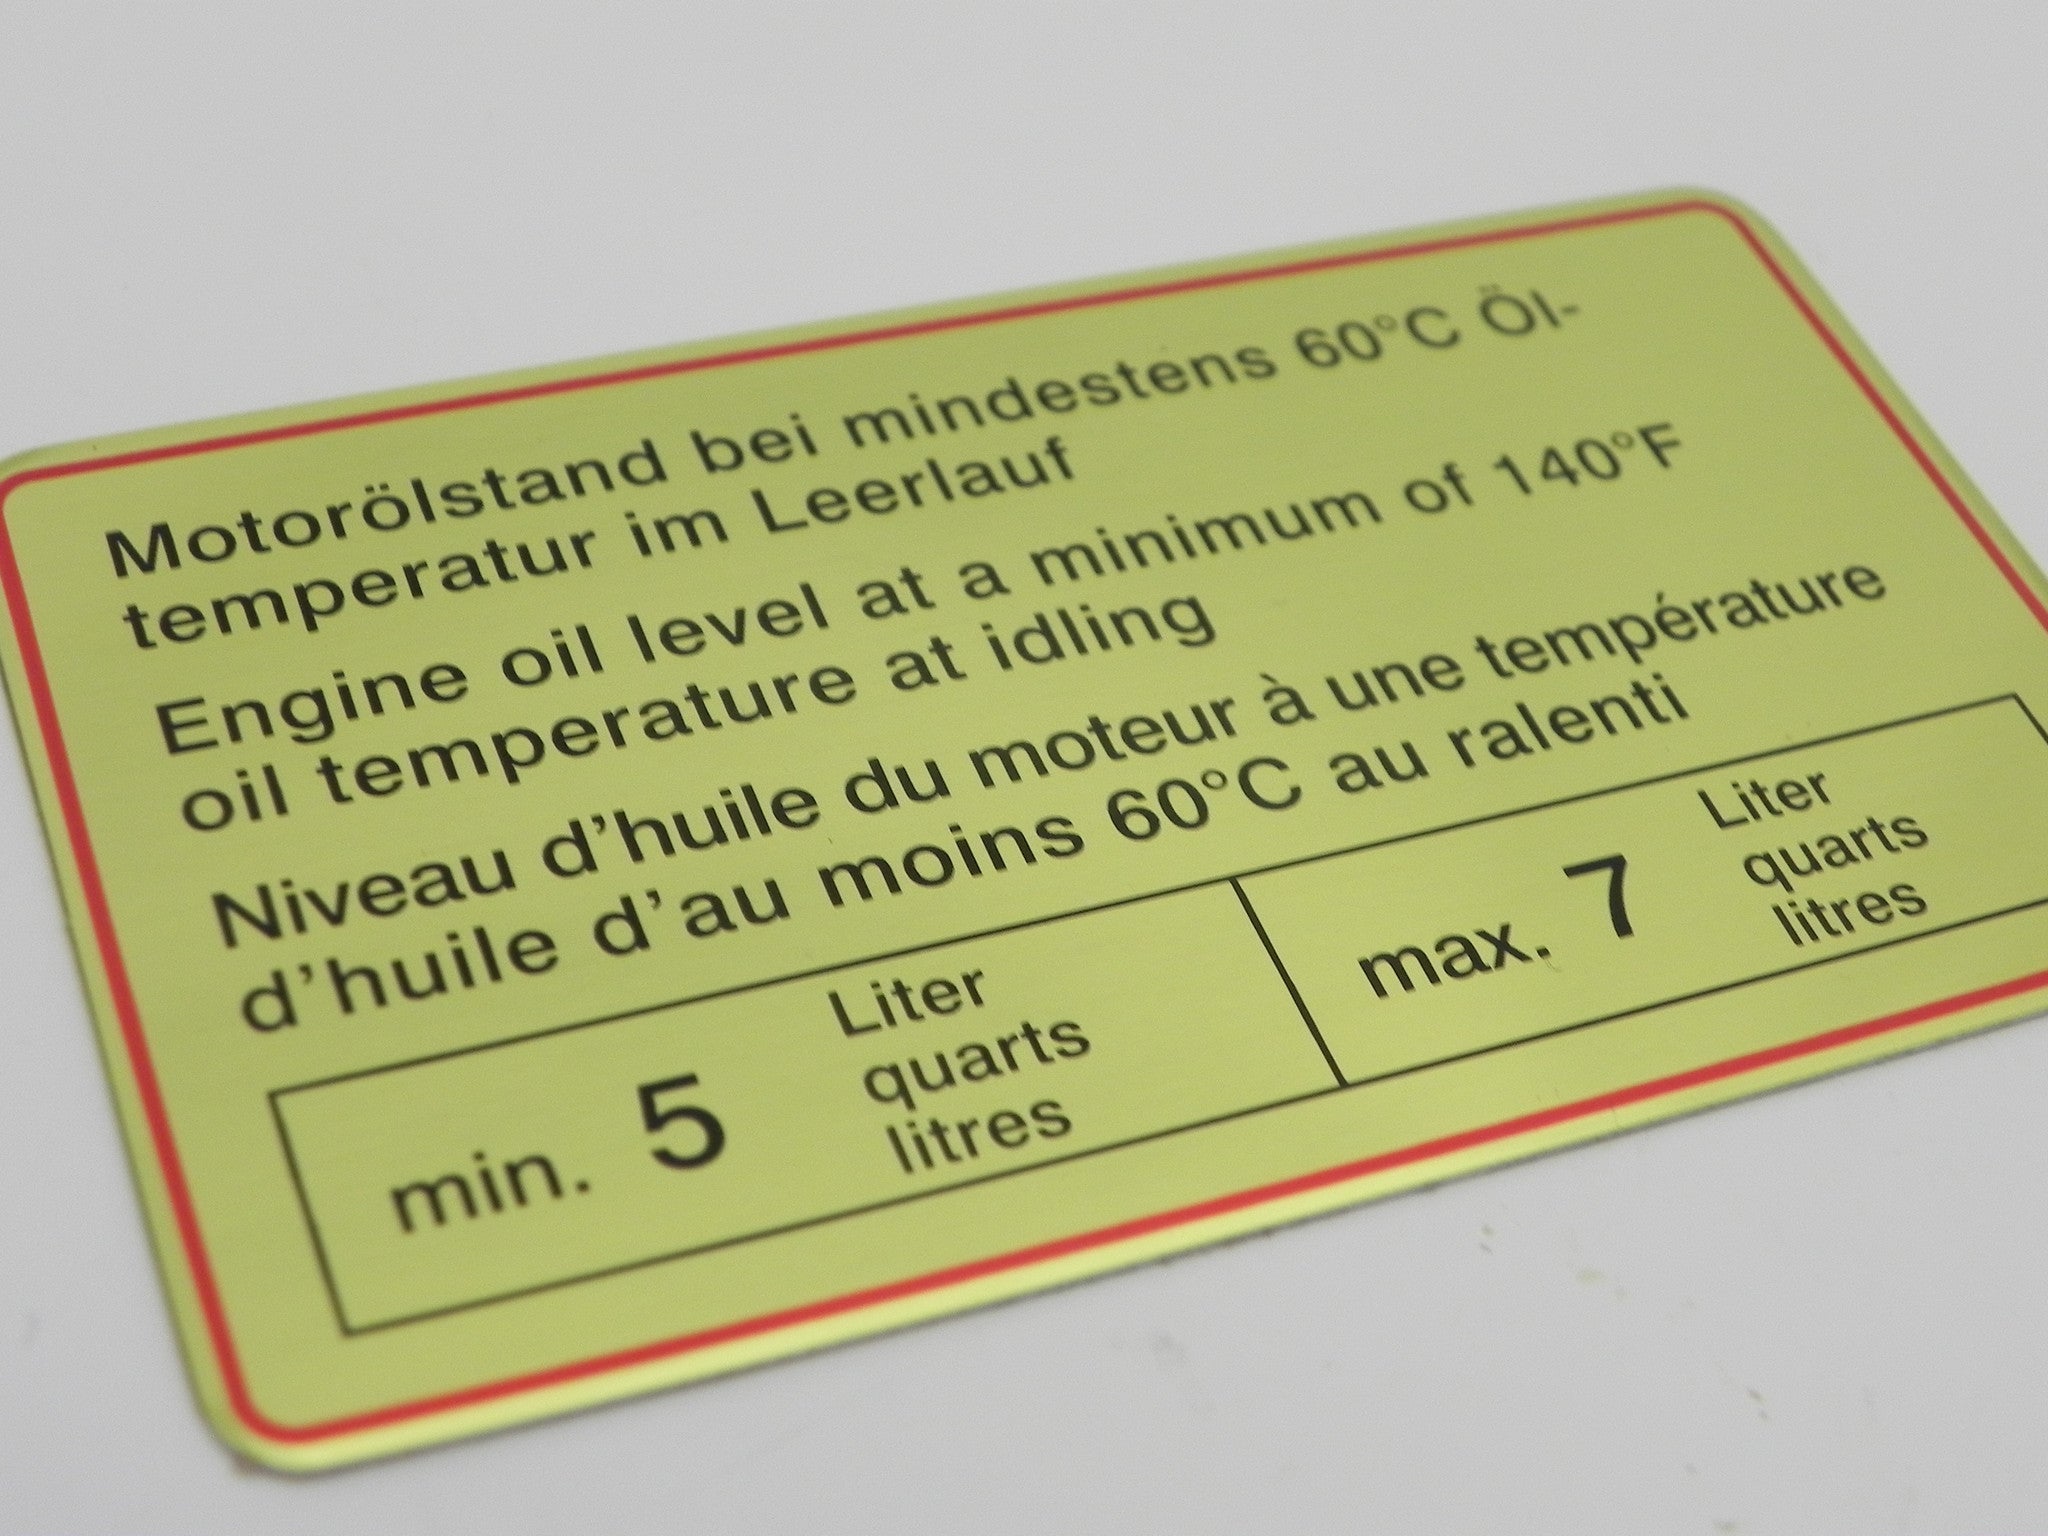 Motorölstand bei mindestens 60°C Öl-
temperatur im Leerlauf
Engine oil level at a minimum of 140°F
oil temperature at idling
Niveau d'huile du moteur à une température
d'huile d'au moins 60°C au ralenti
min. 5 Liter
quarts
litres
max. 7 Liter
quarts
litres